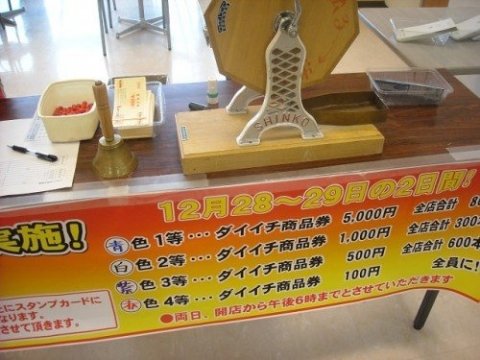 SHINKO
実施!
12月28～29日の2日間!
青色 1等…ダイイチ商品券 5,000円 全店合計 80
白色 2等…ダイイチ商品券 1,000円 全店合計 300
紫色 3等…ダイイチ商品券 500円 全店合計 600本
赤色 4等…ダイイチ商品券 100円 全員に!
●両日、開店から午後6時までとさせていただきます
にスタンプカードに
なります。
させて頂きます。